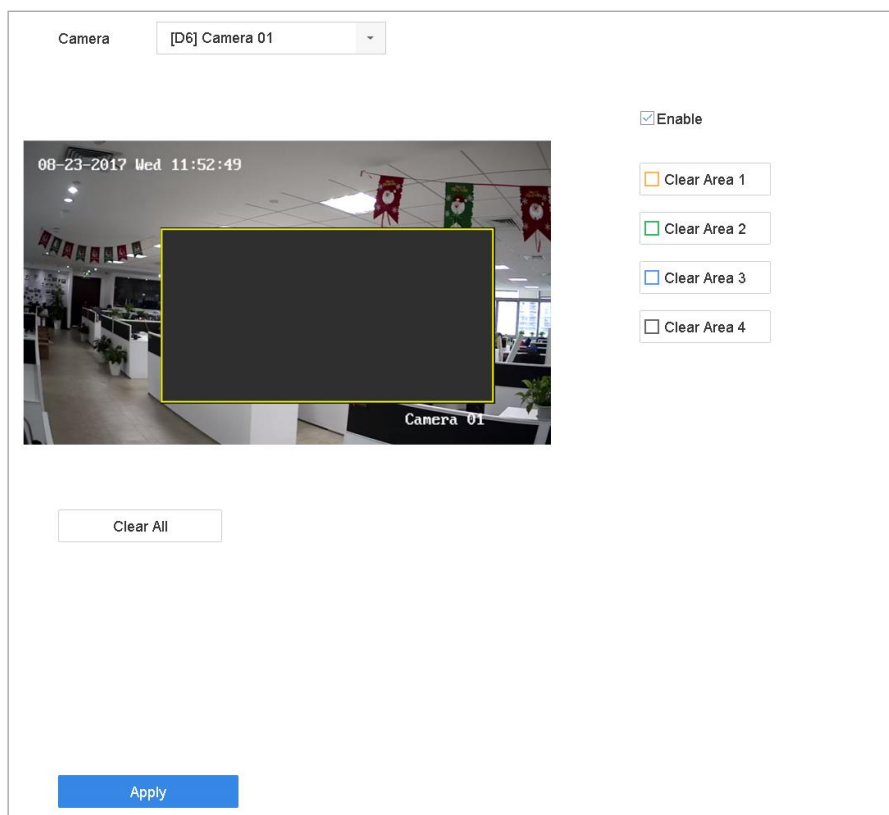 Camera
[D6] Camera 01
Enable
08-23-2017 Wed 11:52:49
Clear Area 1
Clear Area 2
Clear Area 3
Clear Area 4
Camera 01
Clear All
Apply